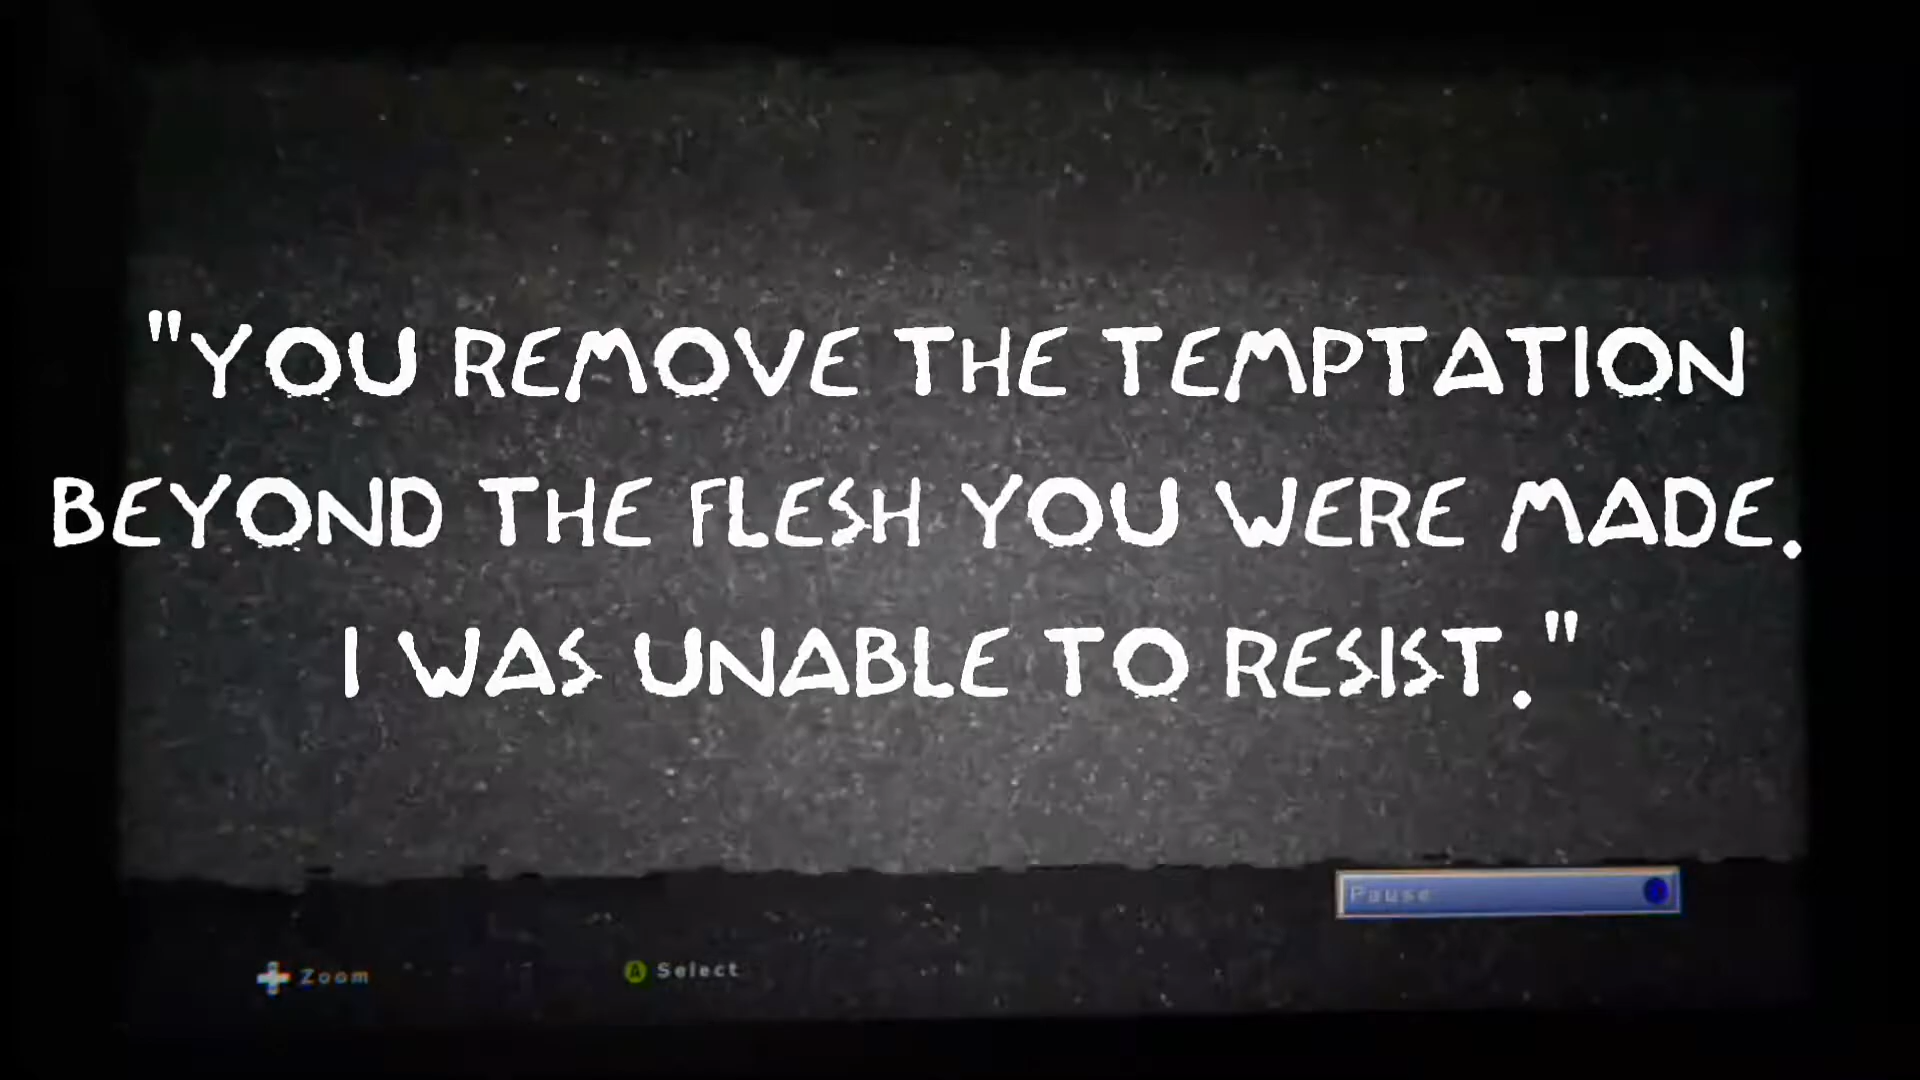 "YOU REMOVE THE TEMPTATION
BEYOND THE FLESH YOU WERE MADE.
I WAS UNABLE TO RESIST."
Pause
Zoom
A Select